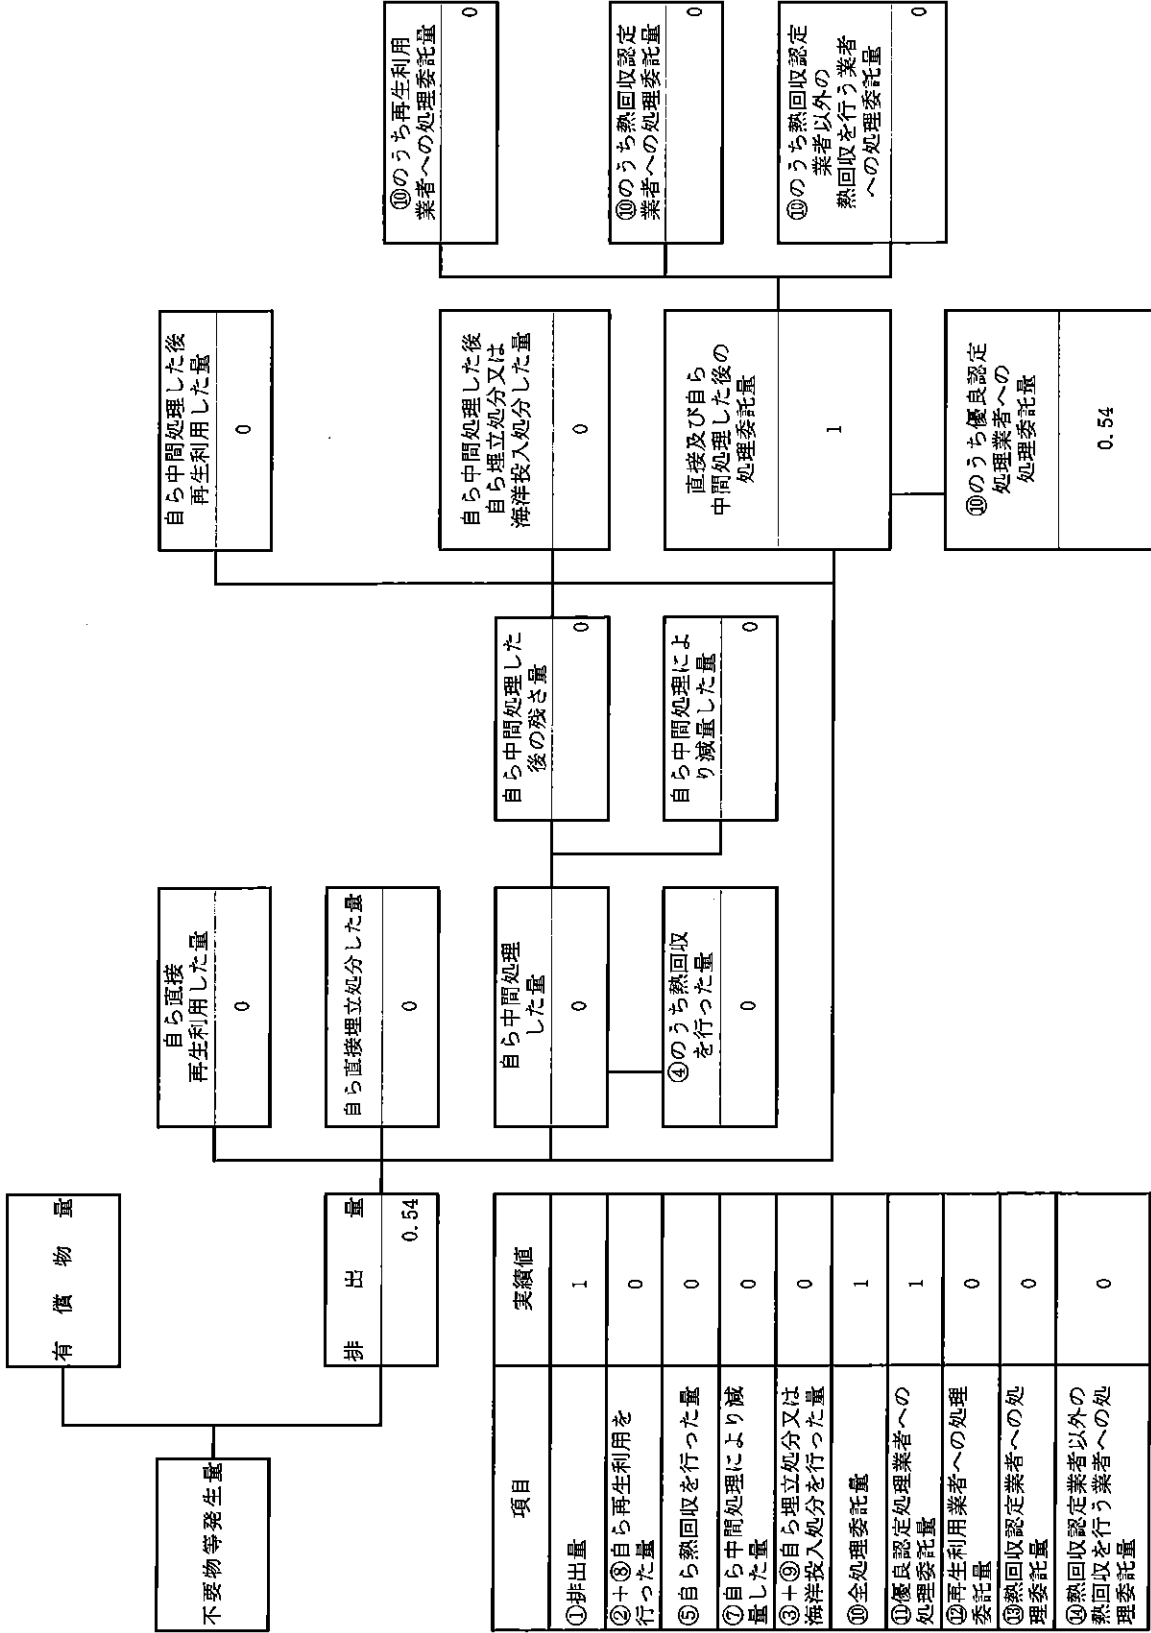 有償物量
不要物等発生量
排出量
0.54
自ら直接
再生利用した量
0
自ら直接埋立処分した量
0
自ら中間処理
した量
0
④のうち熱回収
を行った量
0
自ら中間処理した
後の残さ量
0
自ら中間処理によ
り減量した量
0
自ら中間処理した後
再生利用した量
0
自ら中間処理した後
自ら埋立処分又は
海洋投入処分した量
0
直接及び自ら
中間処理した後の
処理委託量
1
⑩のうち優良認定
処理業者への
処理委託量
0.54
⑩のうち再生利用
業者への処理委託量
0
⑩のうち熱回収認定
業者への処理委託量
0
⑩のうち熱回収認定
業者以外の
熱回収を行う業者
への処理委託量
0
項目 実績値
①排出量 1
②+⑧自ら再生利用を
行った量 0
⑤自ら熱回収を行った量 0
⑦自ら中間処理により減
量した量 0
③+⑨自ら埋立処分又は
海洋投入処分を行った量 0
⑩全処理委託量 1
⑪優良認定処理業者への
処理委託量 1
⑫再生利用業者への処理
委託量 0
⑬熱回収認定業者への処
理委託量 0
⑭熱回収認定業者以外の
熱回収を行う業者への処
理委託量 0